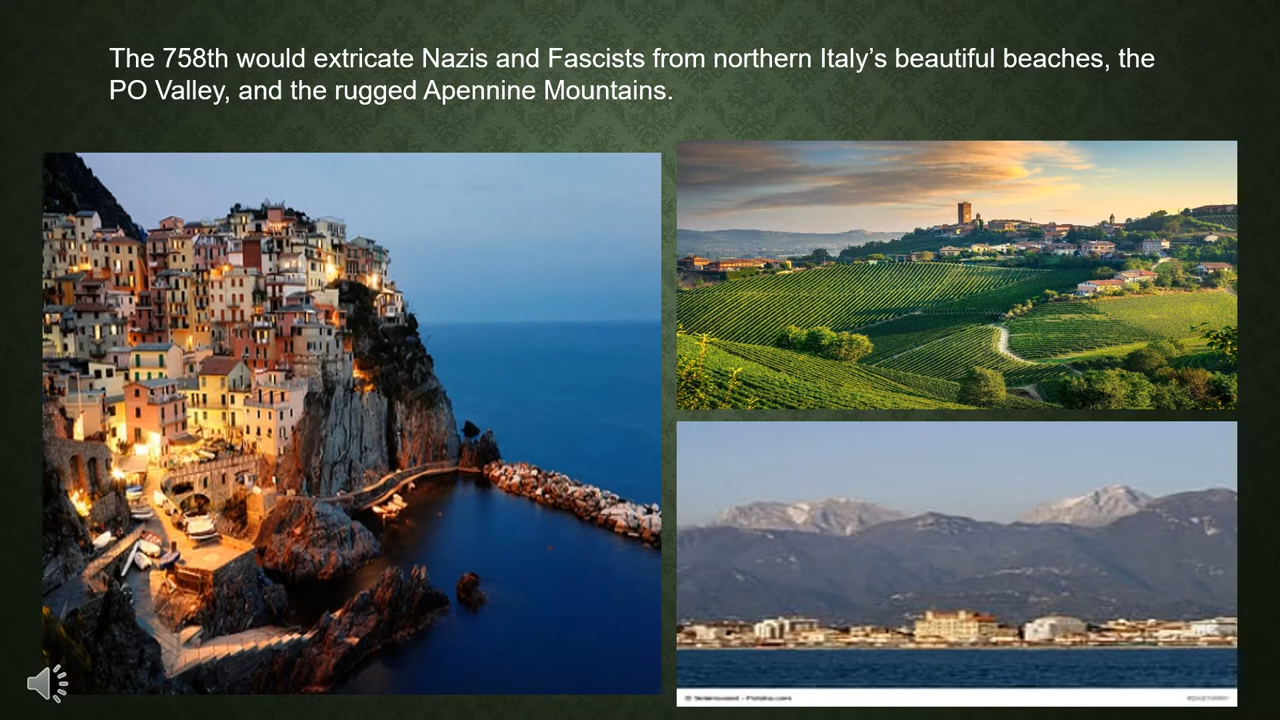 The 758th would extricate Nazis and Fascists from northern Italy’s beautiful beaches, the
PO Valley, and the rugged Apennine Mountains.